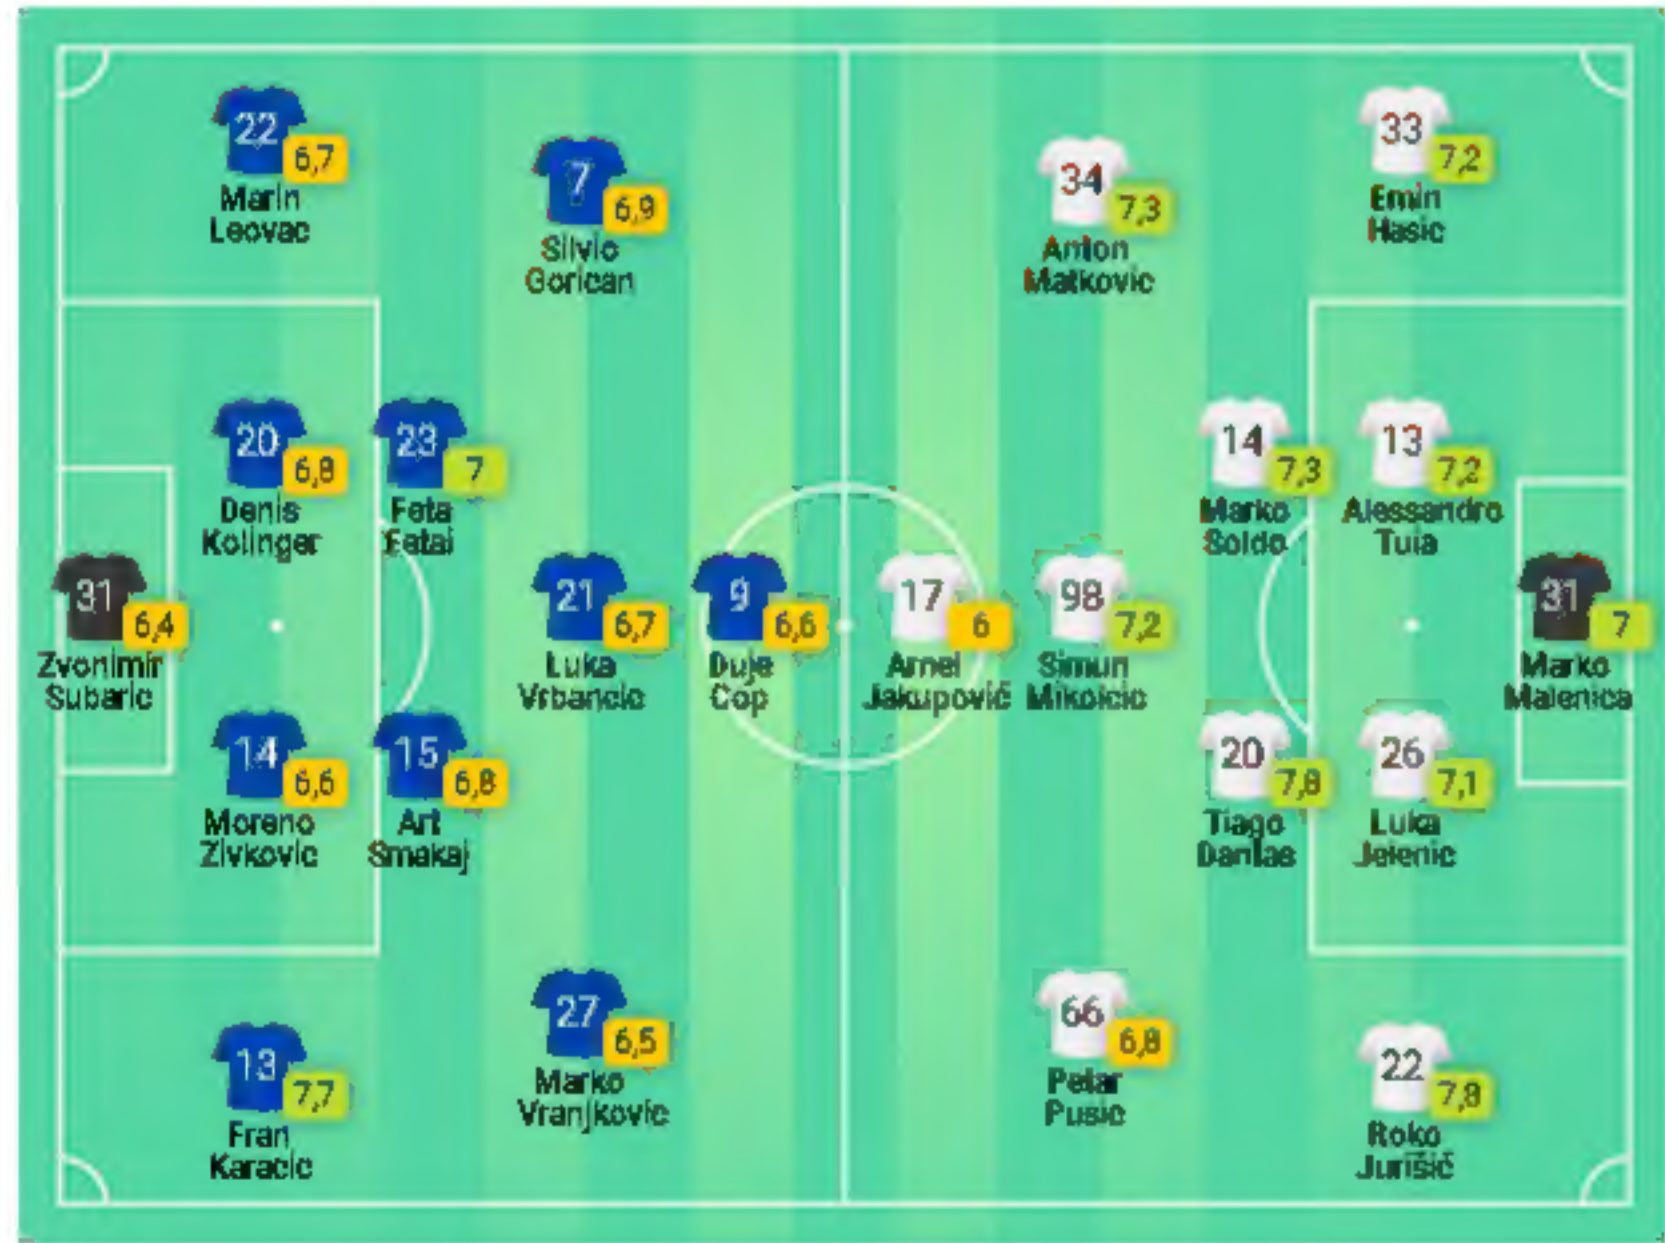 22
6,7
Marin
Leovac
7
6,9
Silvio
Gorican
34
7,3
Anton
Matkovic
33
7,2
Emin
Hasic
20
6,8
Denis
Kolinger
23
7
Feta
Fetai
14
7,3
Marko
Soldo
13
7,2
Alessandro
Tuia
31
6,4
Zvonimir
Subaric
21
6,7
Luka
Vrbancic
9
6,6
Duje
Cop
17
6
Arnel
Jakupović
98
7,2
Simun
Mikolcic
31
7
Marko
Malenica
14
6,6
Moreno
Zivkovic
15
6,8
Art
Smakaj
20
7,8
Tiago
Dantas
26
7,1
Luka
Jelenic
13
7,7
Fran
Karacic
27
6,5
Marko
Vranjkovic
66
6,8
Petar
Pusic
22
7,8
Roko
Jurišić